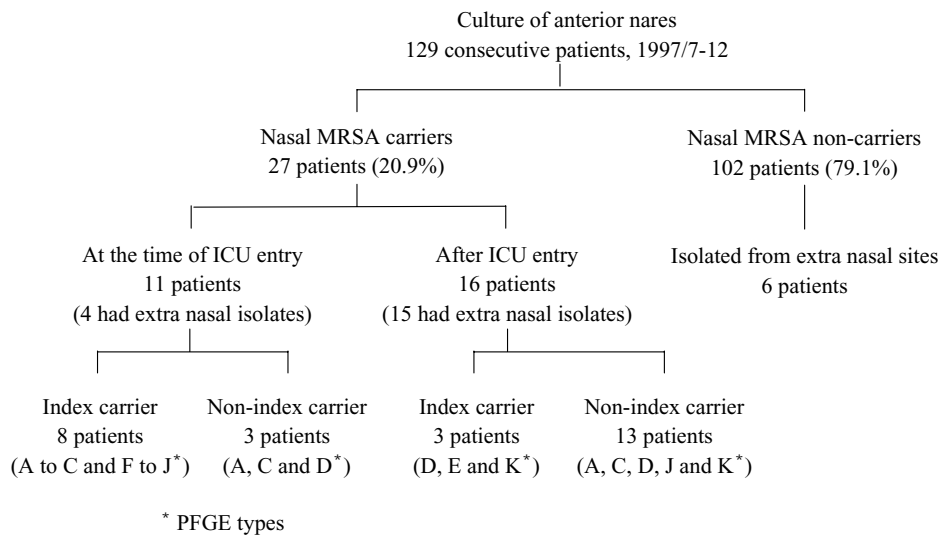 Culture of anterior nares
129 consecutive patients, 1997/7-12
Nasal MRSA carriers
27 patients (20.9%)
Nasal MRSA non-carriers
102 patients (79.1%)
At the time of ICU entry
11 patients
(4 had extra nasal isolates)
After ICU entry
16 patients
(15 had extra nasal isolates)
Isolated from extra nasal sites
6 patients
Index carrier
8 patients
(A to C and F to J*)
Non-index carrier
3 patients
(A, C and D*)
Index carrier
3 patients
(D, E and K*)
Non-index carrier
13 patients
(A, C, D, J and K*)
* PFGE types